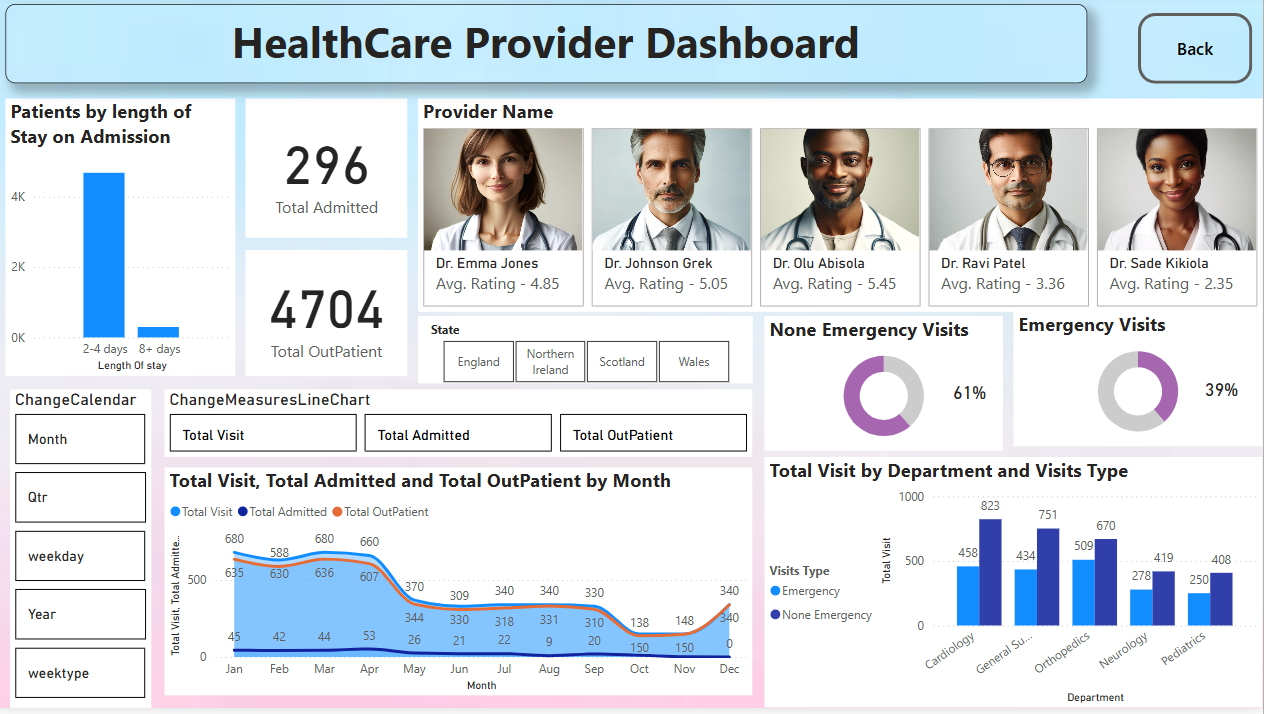 HealthCare Provider Dashboard
Back
Patients by length of
Stay on Admission
4K
2K
0K
2-4 days 8+ days
Length Of stay
296
Total Admitted
4704
Total OutPatient
Provider Name
Dr. Emma Jones
Avg. Rating - 4.85
Dr. Johnson Grek
Avg. Rating - 5.05
Dr. Olu Abisola
Avg. Rating - 5.45
Dr. Ravi Patel
Avg. Rating - 3.36
Dr. Sade Kikiola
Avg. Rating - 2.35
State
England
Northern
Ireland
Scotland
Wales
None Emergency Visits
61%
Emergency Visits
39%
ChangeCalendar
Month
Qtr
weekday
Year
weektype
ChangeMeasuresLineChart
Total Visit
Total Admitted
Total OutPatient
Total Visit, Total Admitted and Total OutPatient by Month
Total Visit Total Admitted Total OutPatient
Total Visit, Total Admitte...
500
0
680 588 680 660 370 309 340 340 330 138 148 340
635 630 636 607 344 330 318 331 310 150 150 340
45 42 44 53 26 21 22 9 20 0
Jan Feb Mar Apr May Jun Jul Aug Sep Oct Nov Dec
Month
Total Visit by Department and Visits Type
Visits Type
Emergency
None Emergency
Total Visit
1000
500
0
458 823 434 751 509 670 278 419 250 408
Cardiology General Su... Orthopedics Neurology Pediatrics
Department